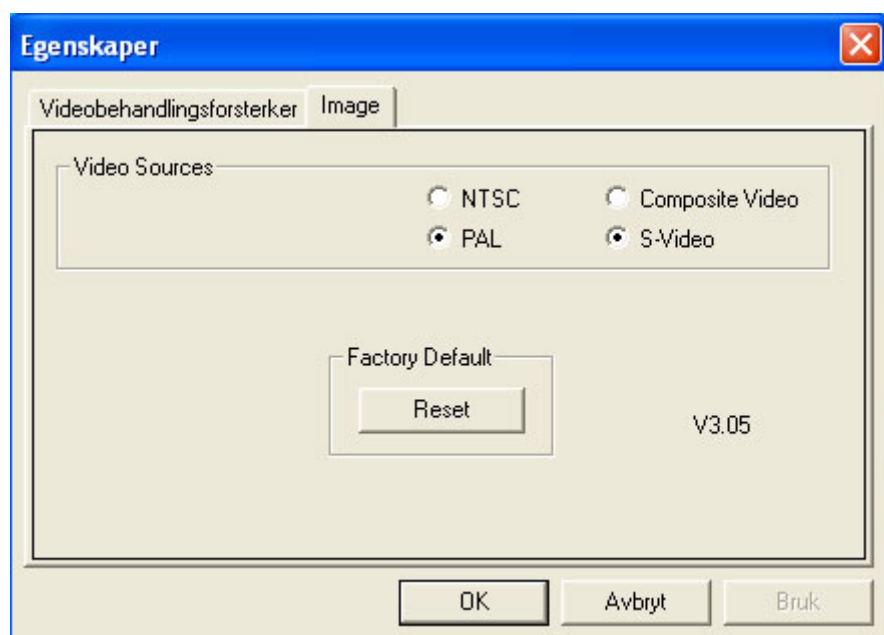 Egenskaper
Videobehandlingsforsterker Image
Video Sources
NTSC Composite Video
PAL S-Video
Factory Default
Reset
V3.05
OK Avbryt Bruk